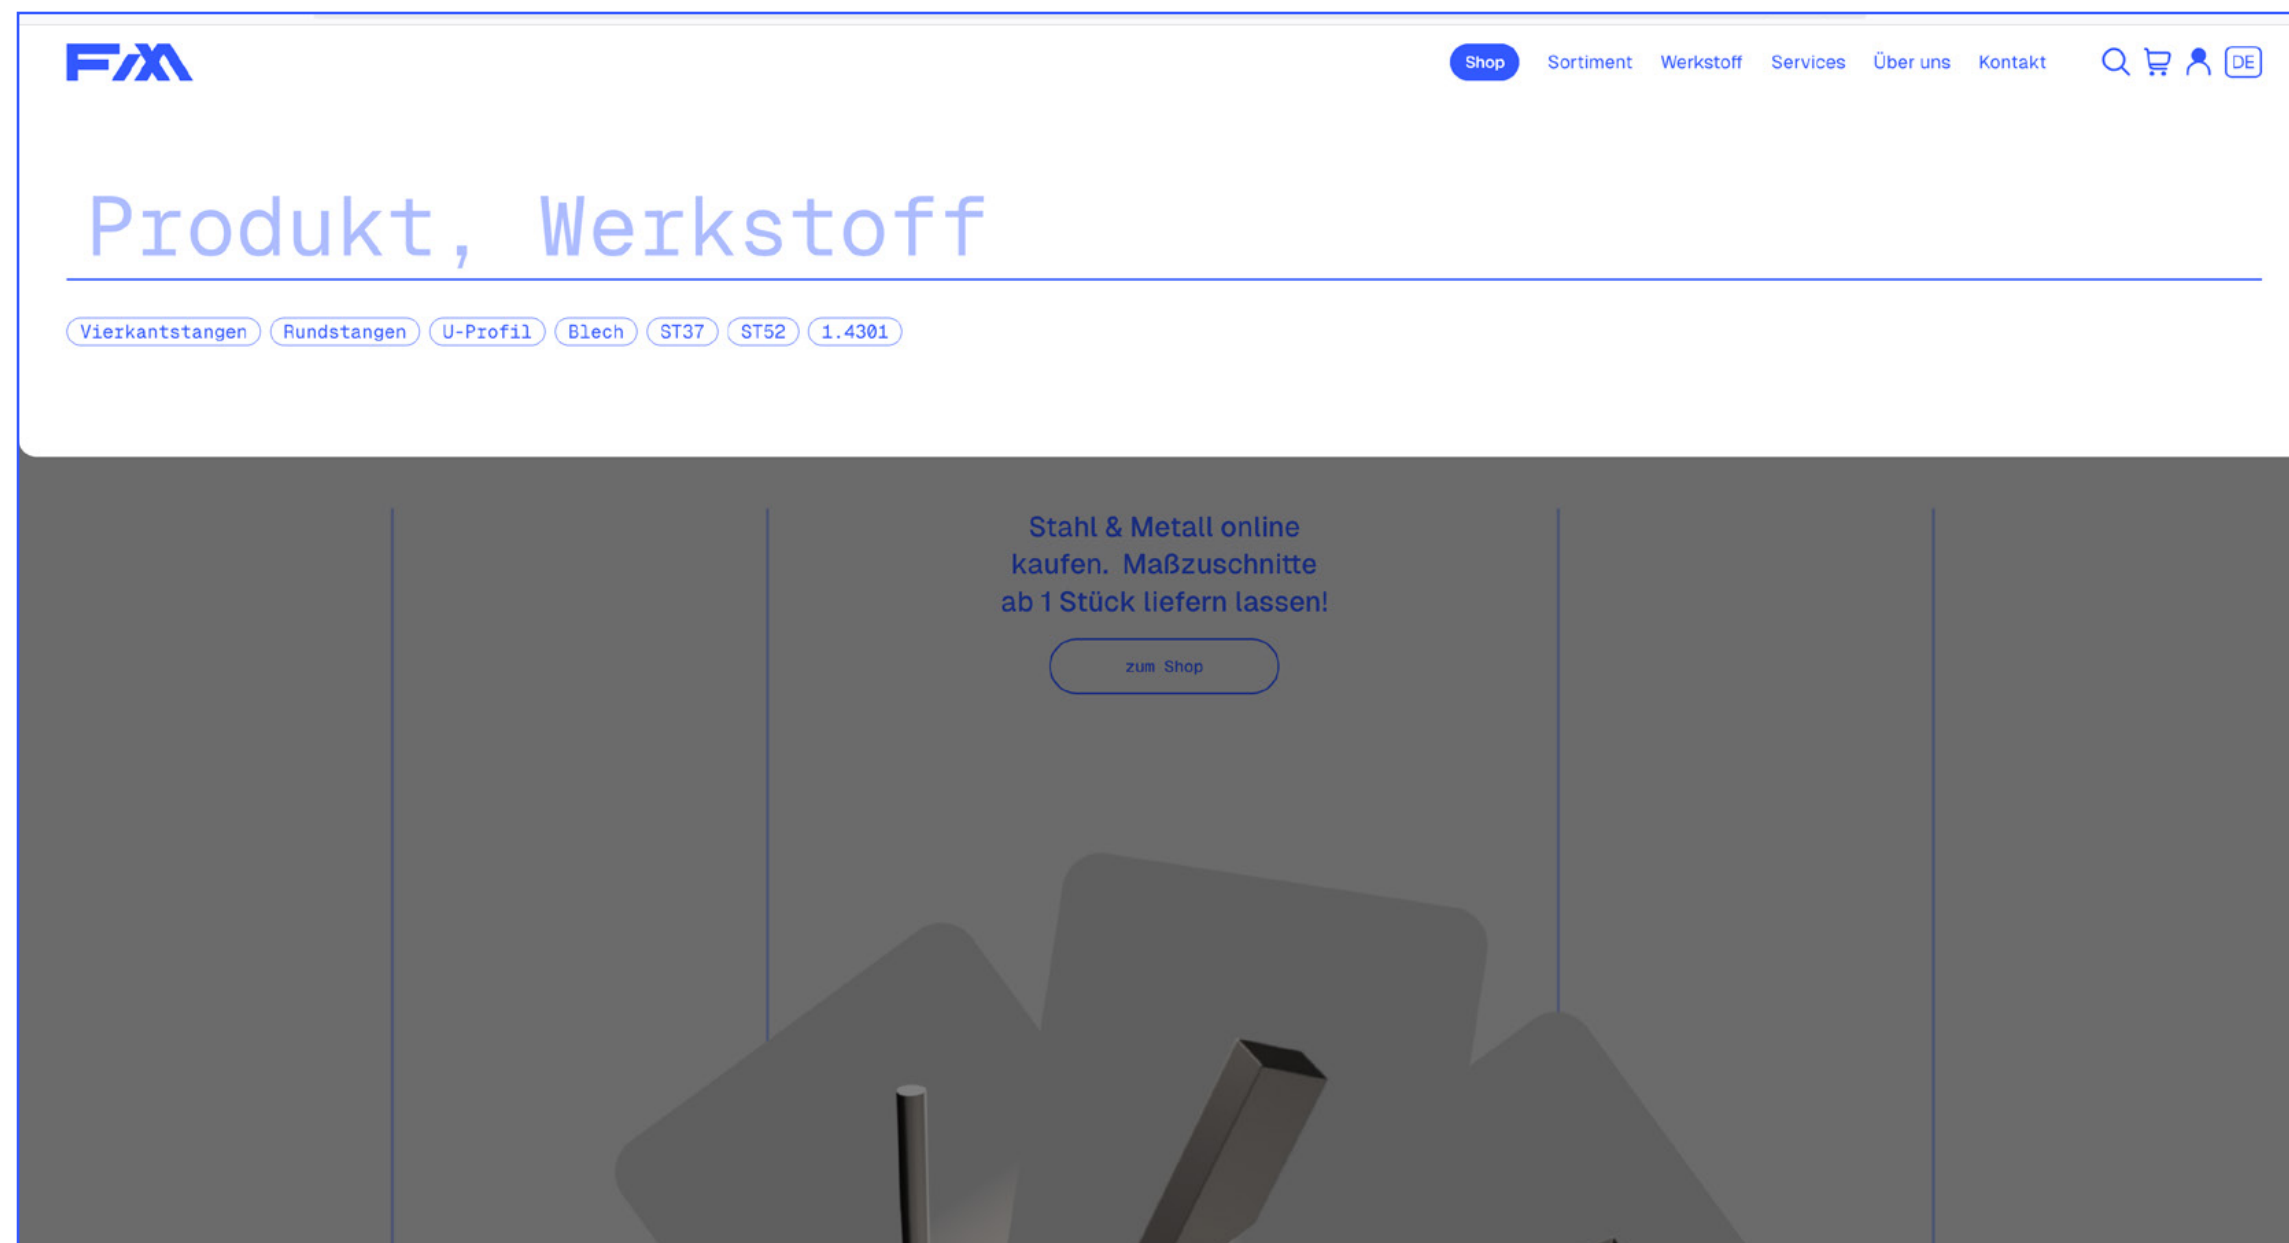 FM
Shop Sortiment Werkstoff Services Über uns Kontakt DE
Produkt, Werkstoff
Vierkantstangen Rundstangen U-Profil Blech ST37 ST52 1.4301
Stahl & Metall online
kaufen. Maßzuschnitte
ab 1 Stück liefern lassen!
zum Shop